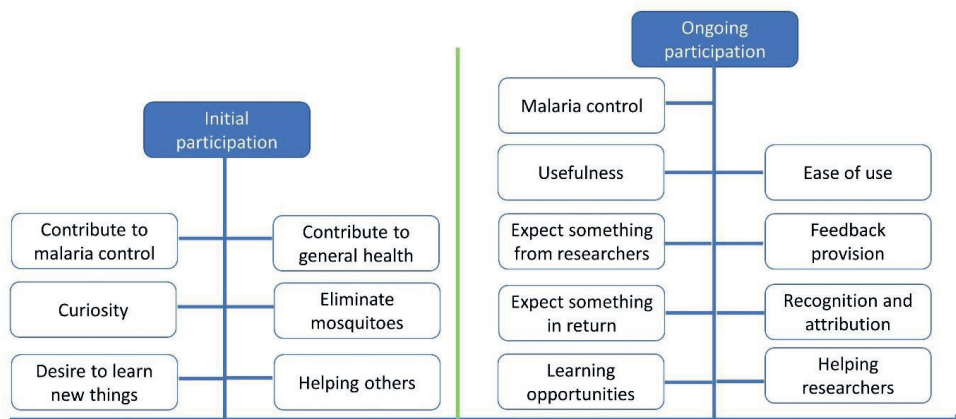 Initial
participation
Contribute to
malaria control
Contribute to
general health
Curiosity
Eliminate
mosquitoes
Desire to learn
new things
Helping others
Ongoing
participation
Malaria control
Usefulness
Ease of use
Expect something
from researchers
Feedback
provision
Expect something
in return
Recognition and
attribution
Learning
opportunities
Helping
researchers